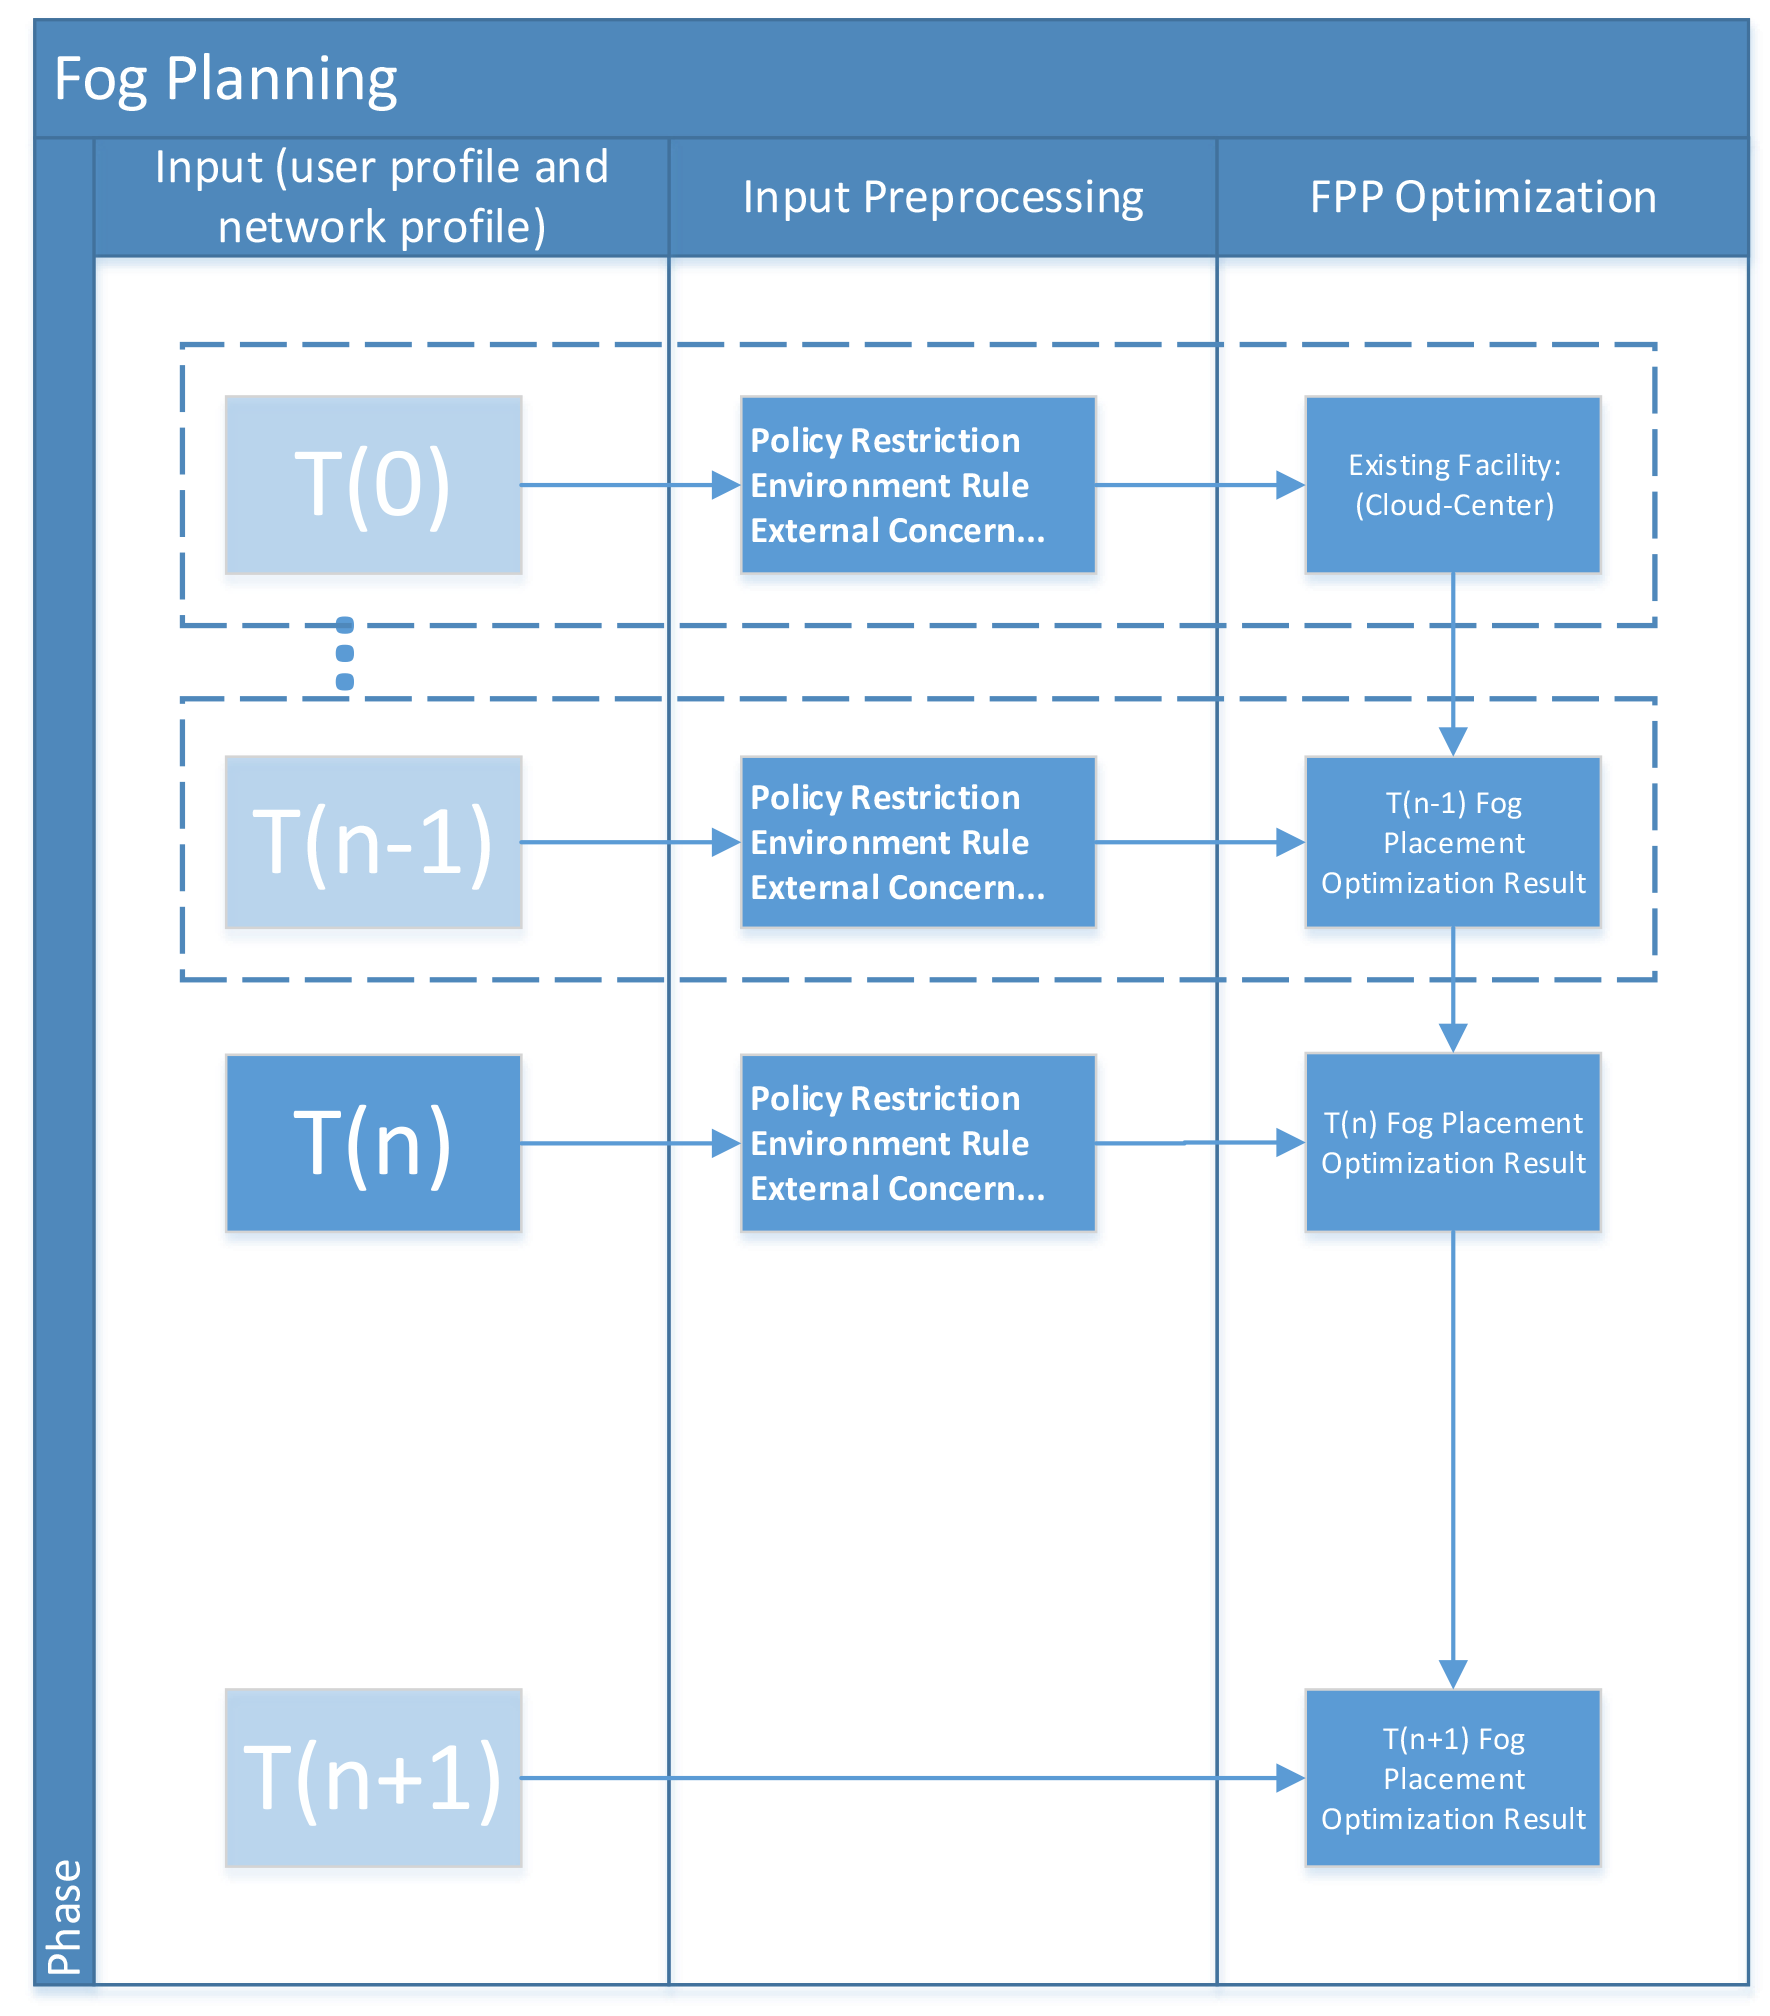 Fog Planning
Input (user profile and
network profile)
Input Preprocessing
FPP Optimization
T(0)
Policy Restriction
Environment Rule
External Concern...
Existing Facility:
(Cloud-Center)
T(n-1)
Policy Restriction
Environment Rule
External Concern...
T(n-1) Fog
Placement
Optimization Result
T(n)
Policy Restriction
Environment Rule
External Concern...
T(n) Fog Placement
Optimization Result
T(n+1)
T(n+1) Fog
Placement
Optimization Result
Phase